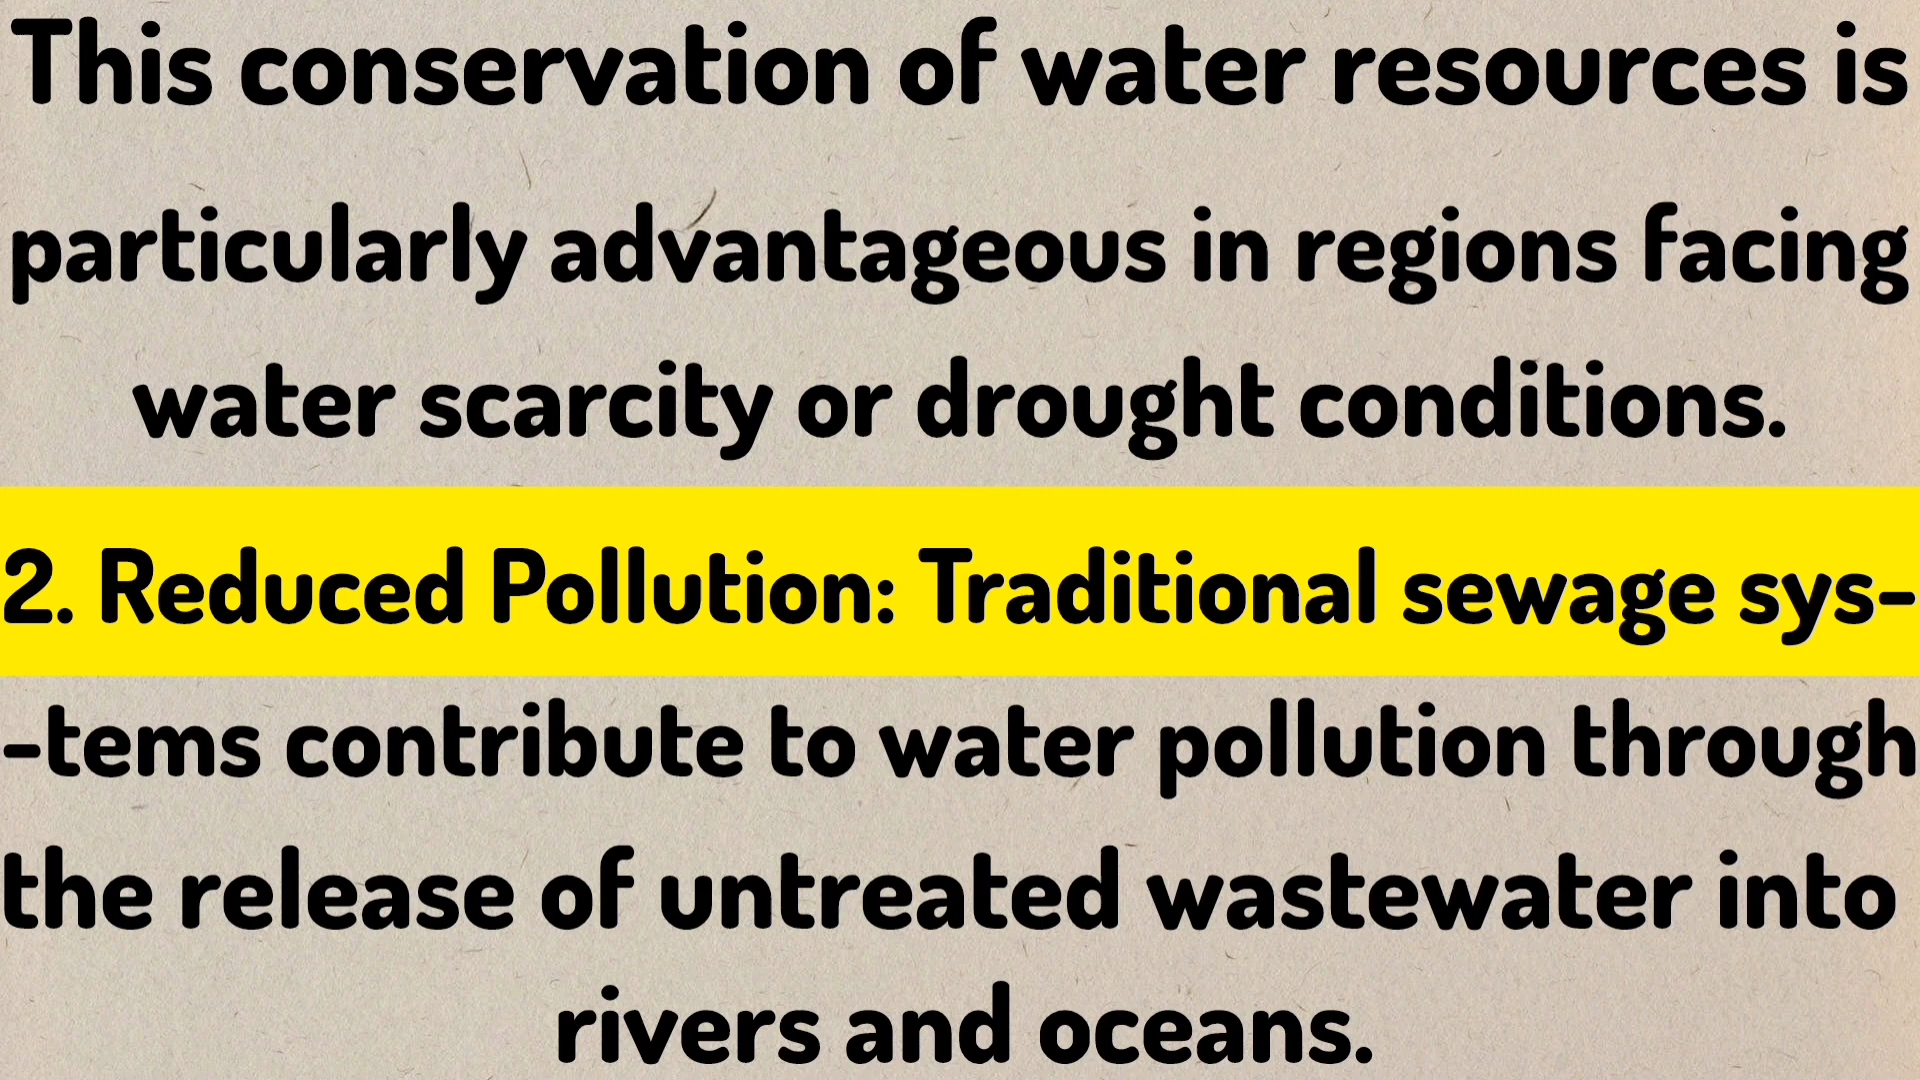 This conservation of water resources is
particularly advantageous in regions facing
water scarcity or drought conditions.
2. Reduced Pollution: Traditional sewage sys-
-tems contribute to water pollution through
the release of untreated wastewater into
rivers and oceans.